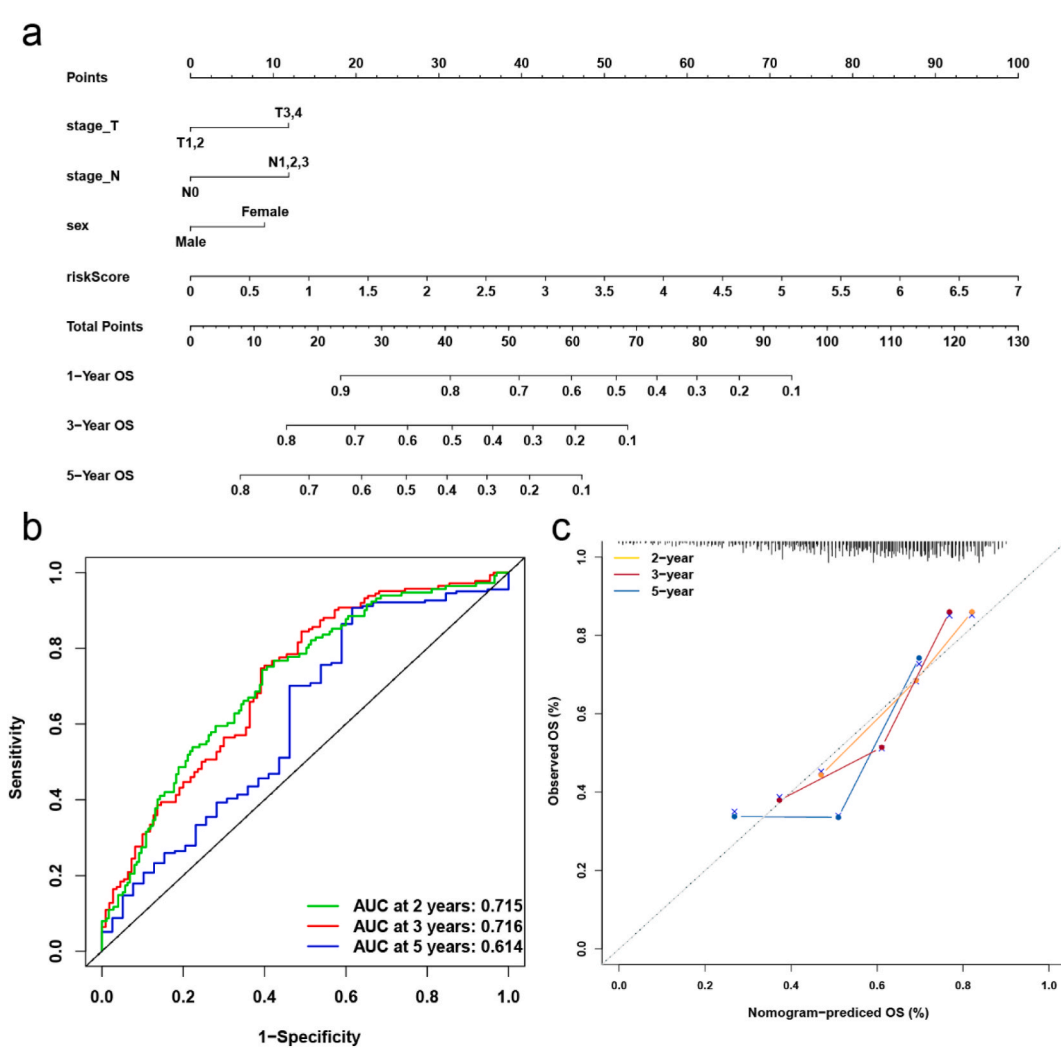 a
Points 0 10 20 30 40 50 60 70 80 90 100
stage_T T3,4
T1,2
stage_N N1,2,3
N0
sex Female
Male
riskScore
0 0.5 1 1.5 2 2.5 3 3.5 4 4.5 5 5.5 6 6.5 7
Total Points
0 10 20 30 40 50 60 70 80 90 100 110 120 130
1−Year OS
0.9 0.8 0.7 0.6 0.5 0.4 0.3 0.2 0.1
3−Year OS
0.8 0.7 0.6 0.5 0.4 0.3 0.2 0.1
5−Year OS
0.8 0.7 0.6 0.5 0.4 0.3 0.2 0.1
b
Sensitivity
1.0
0.8
0.6
0.4
0.2
0.0
AUC at 2 years: 0.715
AUC at 3 years: 0.716
AUC at 5 years: 0.614
0.0 0.2 0.4 0.6 0.8 1.0
1−Specificity
c
2−year
3−year
5−year
Observed OS (%)
1.0
0.8
0.6
0.4
0.2
0.0
0.0 0.2 0.4 0.6 0.8 1.0
Nomogram−prediced OS (%)